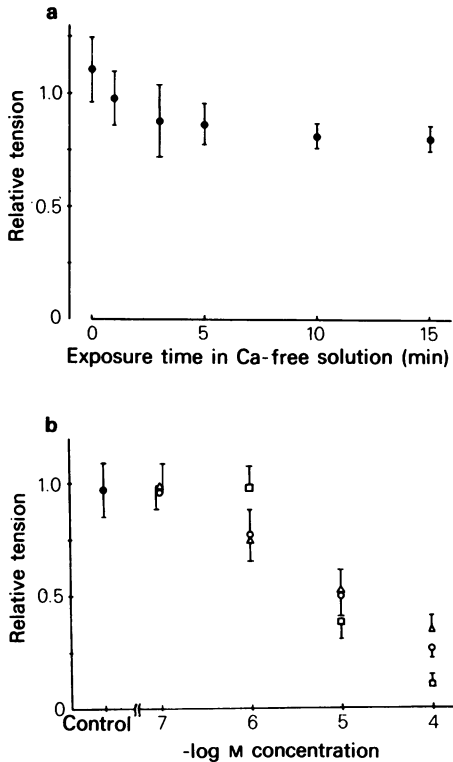 a
Relative tension
1.0
0.5
0
0 5 10 15
Exposure time in Ca-free solution (min)
b
Relative tension
1.0
0.5
0
Control 7 6 5 4
-log M concentration